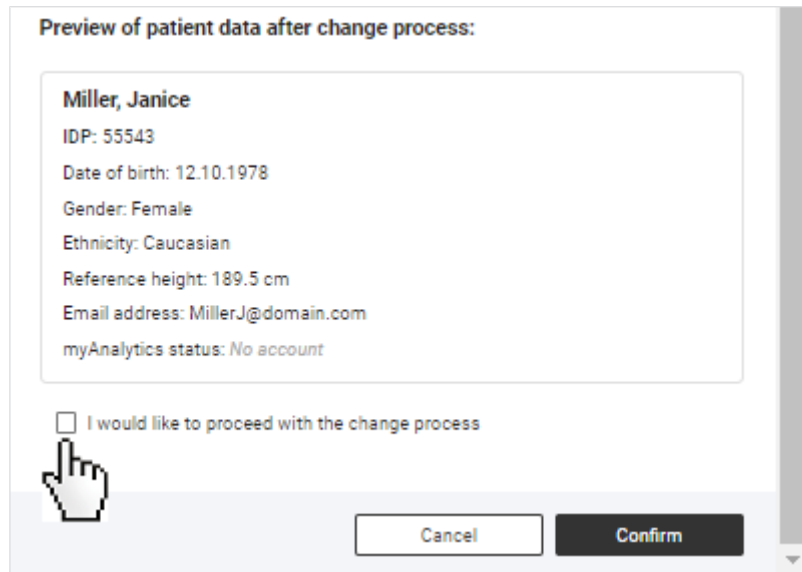 Preview of patient data after change process:
Miller, Janice
IDP: 55543
Date of birth: 12.10.1978
Gender: Female
Ethnicity: Caucasian
Reference height: 189.5 cm
Email address: MillerJ@domain.com
myAnalytics status: No account
I would like to proceed with the change process
Cancel Confirm